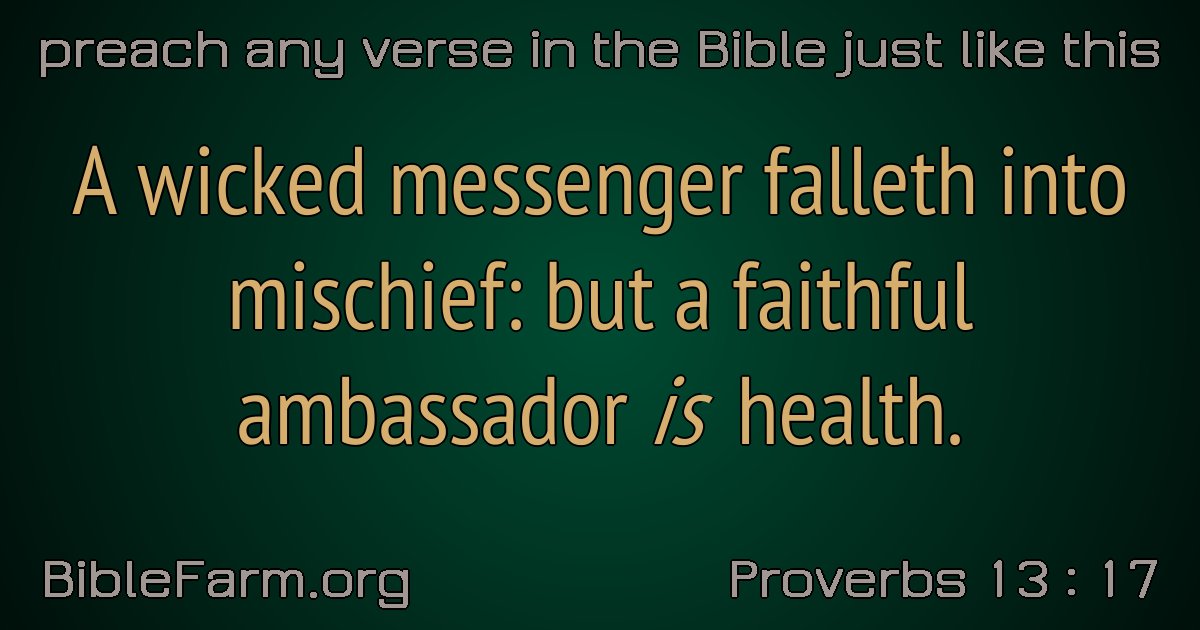 preach any verse in the Bible just like this
A wicked messenger falleth into
mischief: but a faithful
ambassador is health.
BibleFarm.org
Proverbs 13 : 17